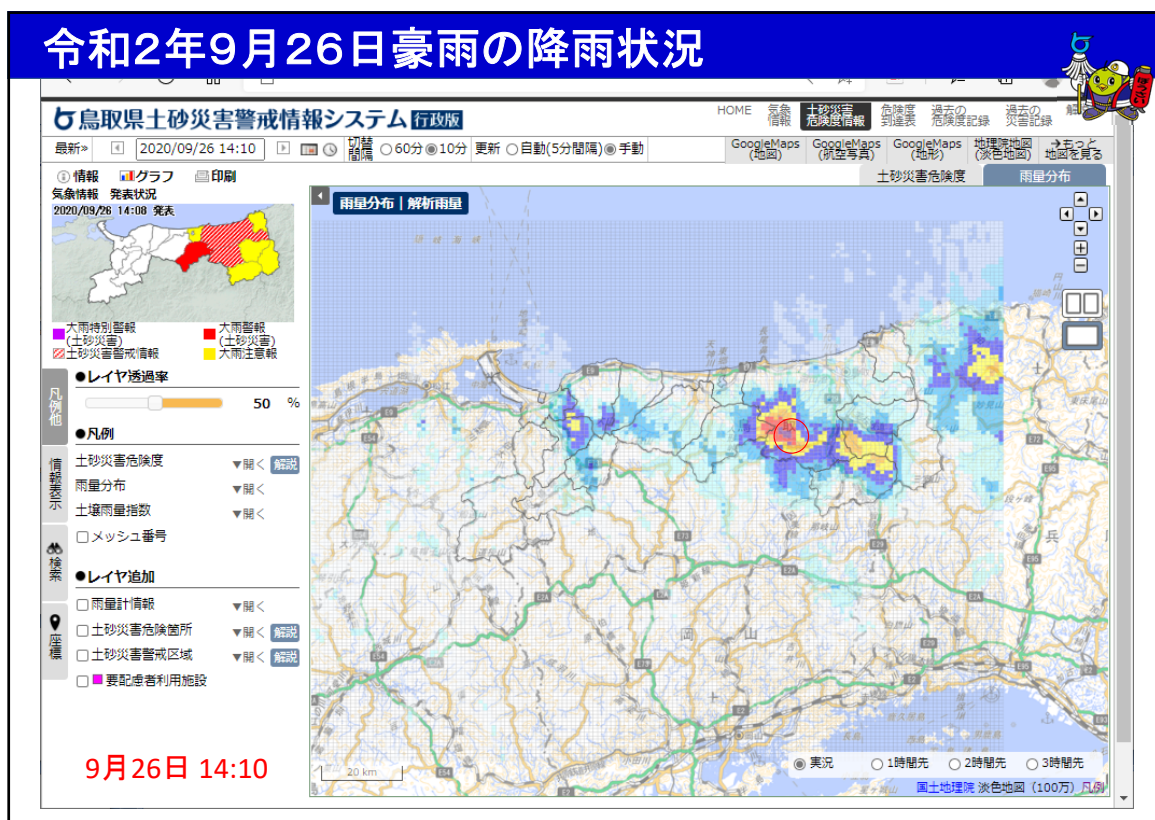 令和2年9月26日豪雨の降雨状況
鳥取県土砂災害警戒情報システム 行政版
HOME 気象情報 土砂災害危険度情報 危険度到達表 過去の危険度記録 過去の災害記録
最新» 2020/09/26 14:10 切替間隔 60分 10分 更新 自動(5分間隔) 手動
GoogleMaps(地図) GoogleMaps(航空写真) GoogleMaps(地形) 地理院地図(淡色地図) →もっと地図を見る
情報 グラフ 印刷
土砂災害危険度 雨量分布
気象情報 発表状況
2020/09/26 14:08 発表
雨量分布 | 解析雨量
大雨特別警報(土砂災害)
大雨警報(土砂災害)
土砂災害警戒情報
大雨注意報
凡例他
●レイヤ透過率
50 %
●凡例
情報表示
土砂災害危険度 ▼開く 解説
雨量分布 ▼開く
土壌雨量指数 ▼開く
メッシュ番号
検索
●レイヤ追加
雨量計情報 ▼開く
座標
土砂災害危険箇所 ▼開く 解説
土砂災害警戒区域 ▼開く 解説
要配慮者利用施設
岡 山
兵
9月26日 14:10
20 km
実況 1時間先 2時間先 3時間先
国土地理院 淡色地図（100万）凡例